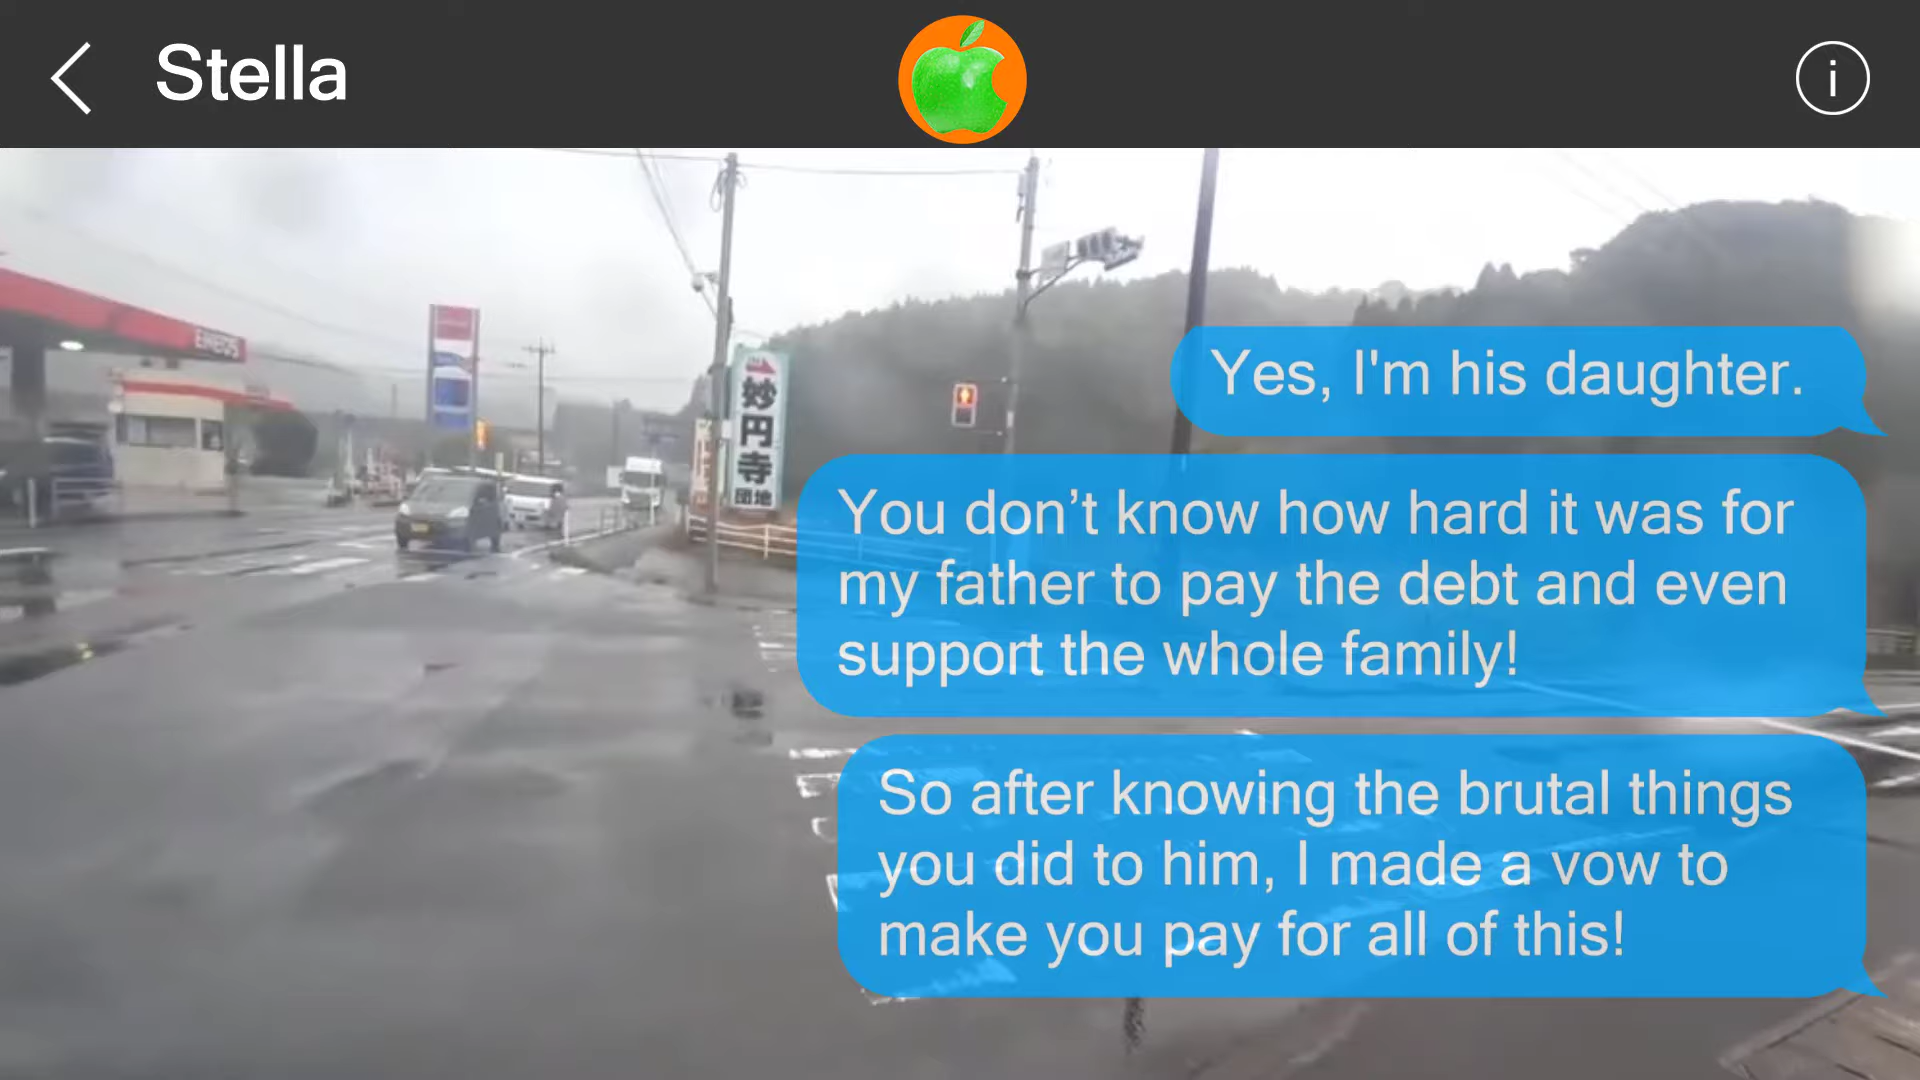 Stella
ENEOS
妙円寺
団地
Yes, I'm his daughter.
You don’t know how hard it was for
my father to pay the debt and even
support the whole family!
So after knowing the brutal things
you did to him, I made a vow to
make you pay for all of this!